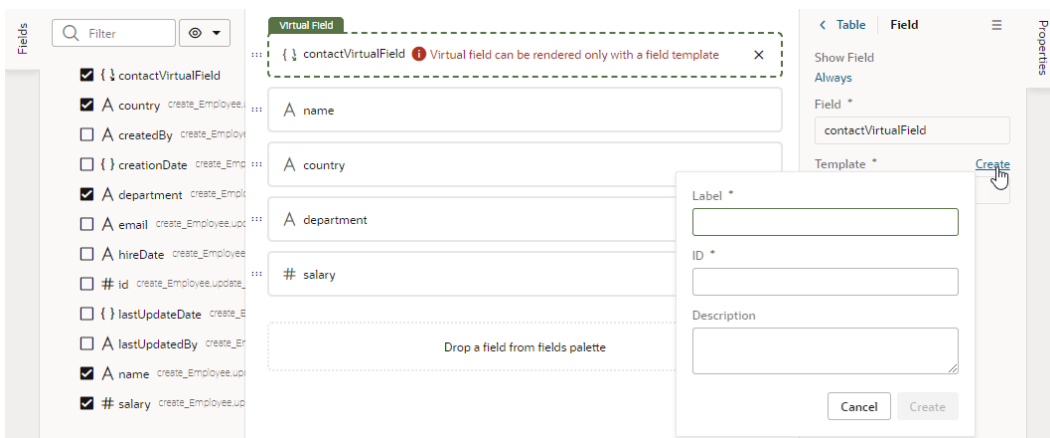 Fields
Filter
contactVirtualField
country create_Employee,
createdBy create_Employe
creationDate create_Emp
department create_Emplo
email create_Employee,upd
hireDate create_Employee
# id create_Employee,update_
lastUpdateDate create_E
lastUpdatedBy create_Er
name create_Employee,up
# salary create_Employee,up
Virtual Field
{ } contactVirtualField Virtual field can be rendered only with a field template
A name
A country
A department
# salary
Drop a field from fields palette
Table Field
Properties
Show Field
Always
Field *
contactVirtualField
Template * Create
Label *
ID *
Description
Cancel Create